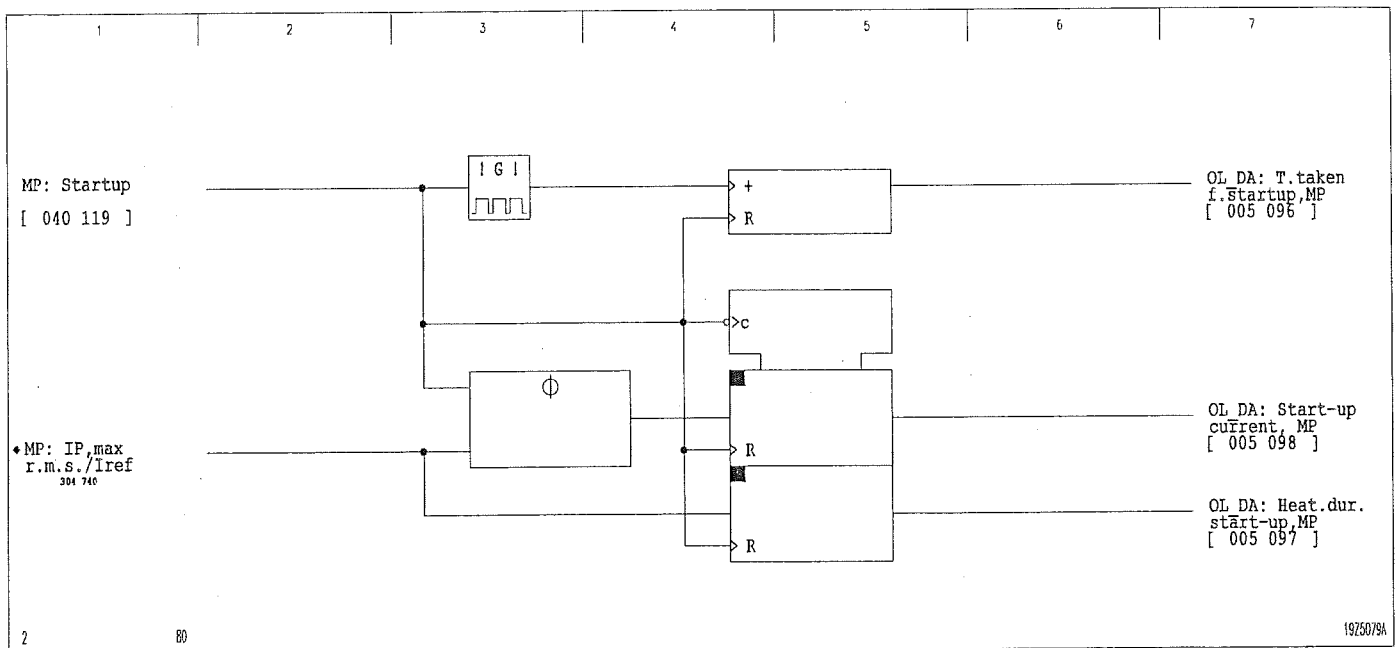 1 2 3 4 5 6 7
MP: Startup
[ 040 119 ]
! G !
+
R
OL_DA: T.taken
f.startup,MP
[ 005 096 ]
c
ϕ
R
OL_DA: Start-up
current, MP
[ 005 098 ]
MP: IP,max
r.m.s./Iref
304 740
R
OL_DA: Heat.dur.
start-up,MP
[ 005 097 ]
2 80
19Z5079A